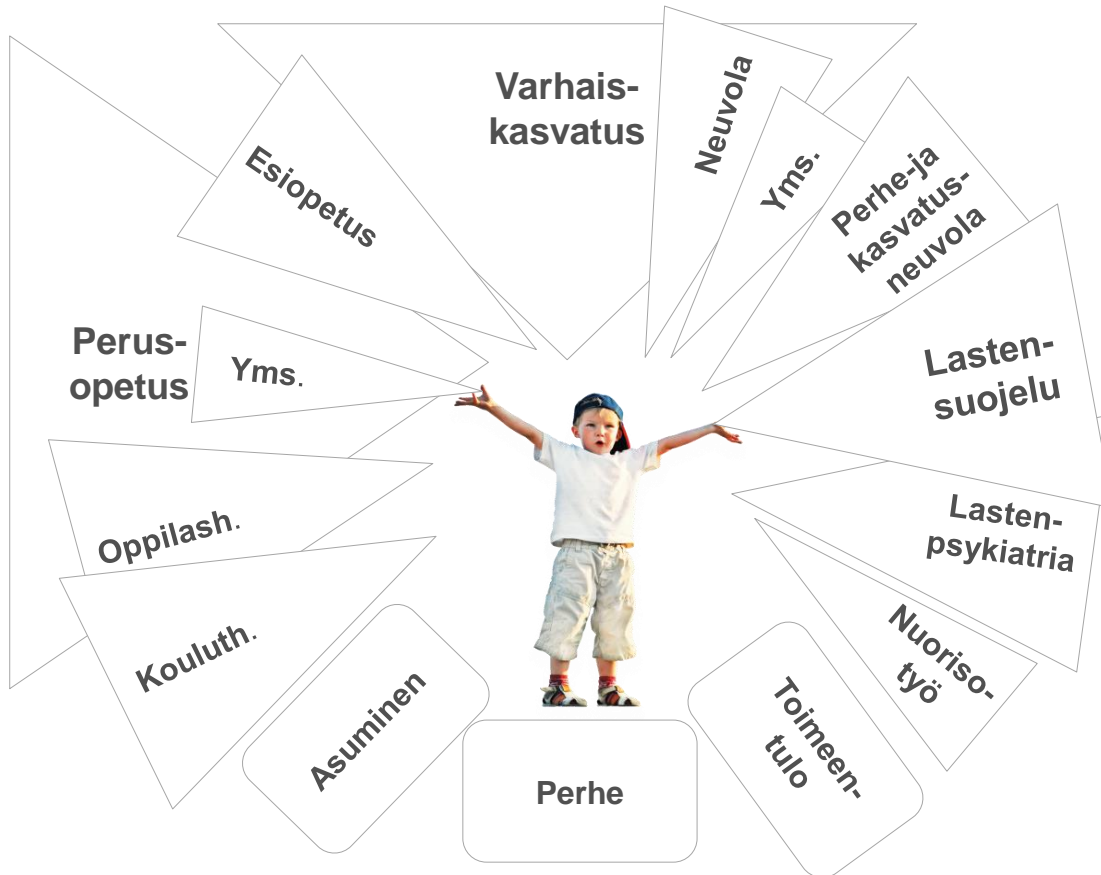 Varhais-
kasvatus
Neuvola
Yms.
Perhe-ja
kasvatus-
neuvola
Esiopetus
Perus-
opetus
Yms.
Lasten-
suojelu
Oppilash.
Lasten-
psykiatria
Kouluth.
Nuoriso-
työ
Asuminen
Perhe
Toimeen-
tulo